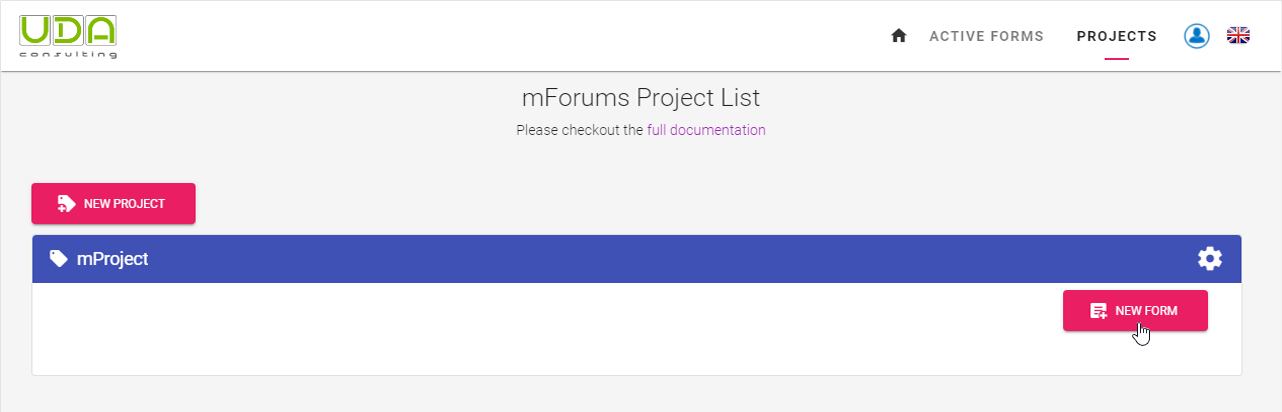 UDA
consulting
ACTIVE FORMS
PROJECTS
mForums Project List
Please checkout the full documentation
NEW PROJECT
mProject
NEW FORM